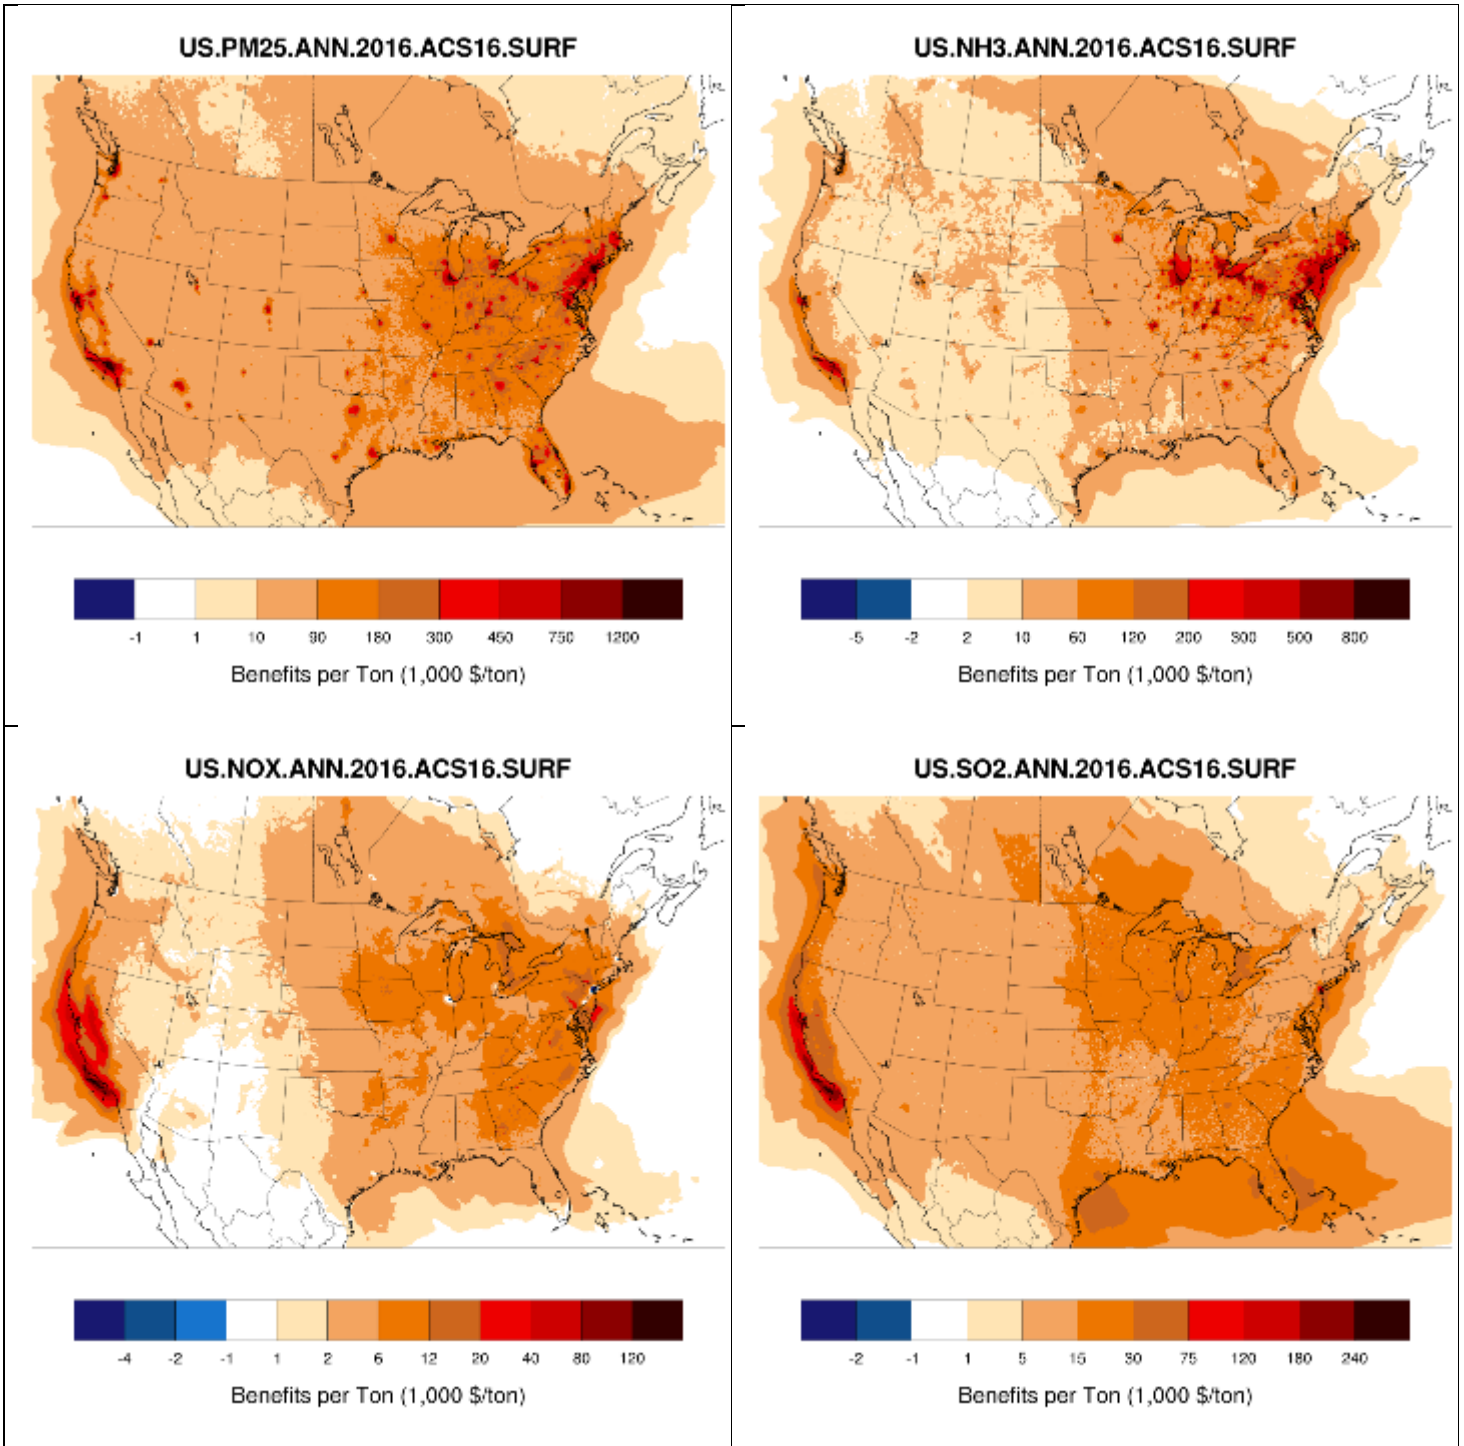 US.PM25.ANN.2016.ACS16.SURF
-1 1 10 90 180 300 450 750 1200
Benefits per Ton (1,000 $/ton)
US.NH3.ANN.2016.ACS16.SURF
-5 -2 2 10 60 120 200 300 500 800
Benefits per Ton (1,000 $/ton)
US.NOX.ANN.2016.ACS16.SURF
-4 -2 -1 1 2 6 12 20 40 80 120
Benefits per Ton (1,000 $/ton)
US.SO2.ANN.2016.ACS16.SURF
-2 -1 1 5 15 30 75 120 180 240
Benefits per Ton (1,000 $/ton)